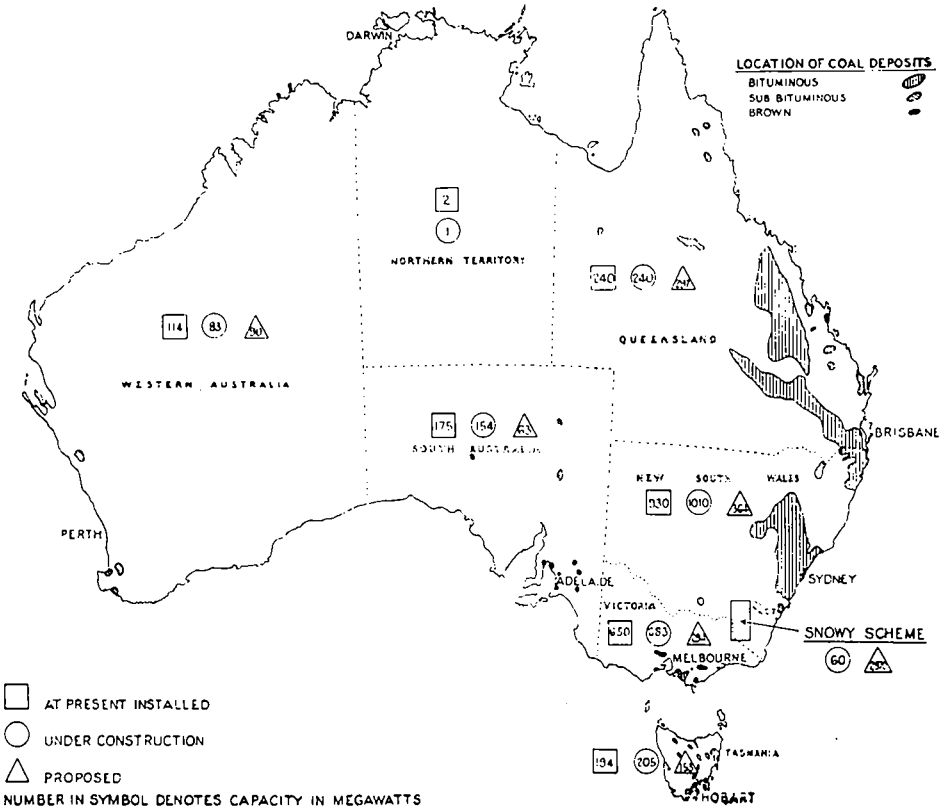 DARWIN
LOCATION OF COAL DEPOSITS
BITUMINOUS
SUB BITUMINOUS
BROWN
2
1
NORTHERN TERRITORY
240 240
QUEENSLAND
114 83 90
WESTERN AUSTRALIA
175 154 63
SOUTH AUSTRALIA
BRISBANE
NEW SOUTH WALES
1010
PERTH
SYDNEY
ADELAIDE
VICTORIA
SNOWY SCHEME
60
MELBOURNE
AT PRESENT INSTALLED
UNDER CONSTRUCTION
TASMANIA
194 205
PROPOSED
HOBART
NUMBER IN SYMBOL DENOTES CAPACITY IN MEGAWATTS